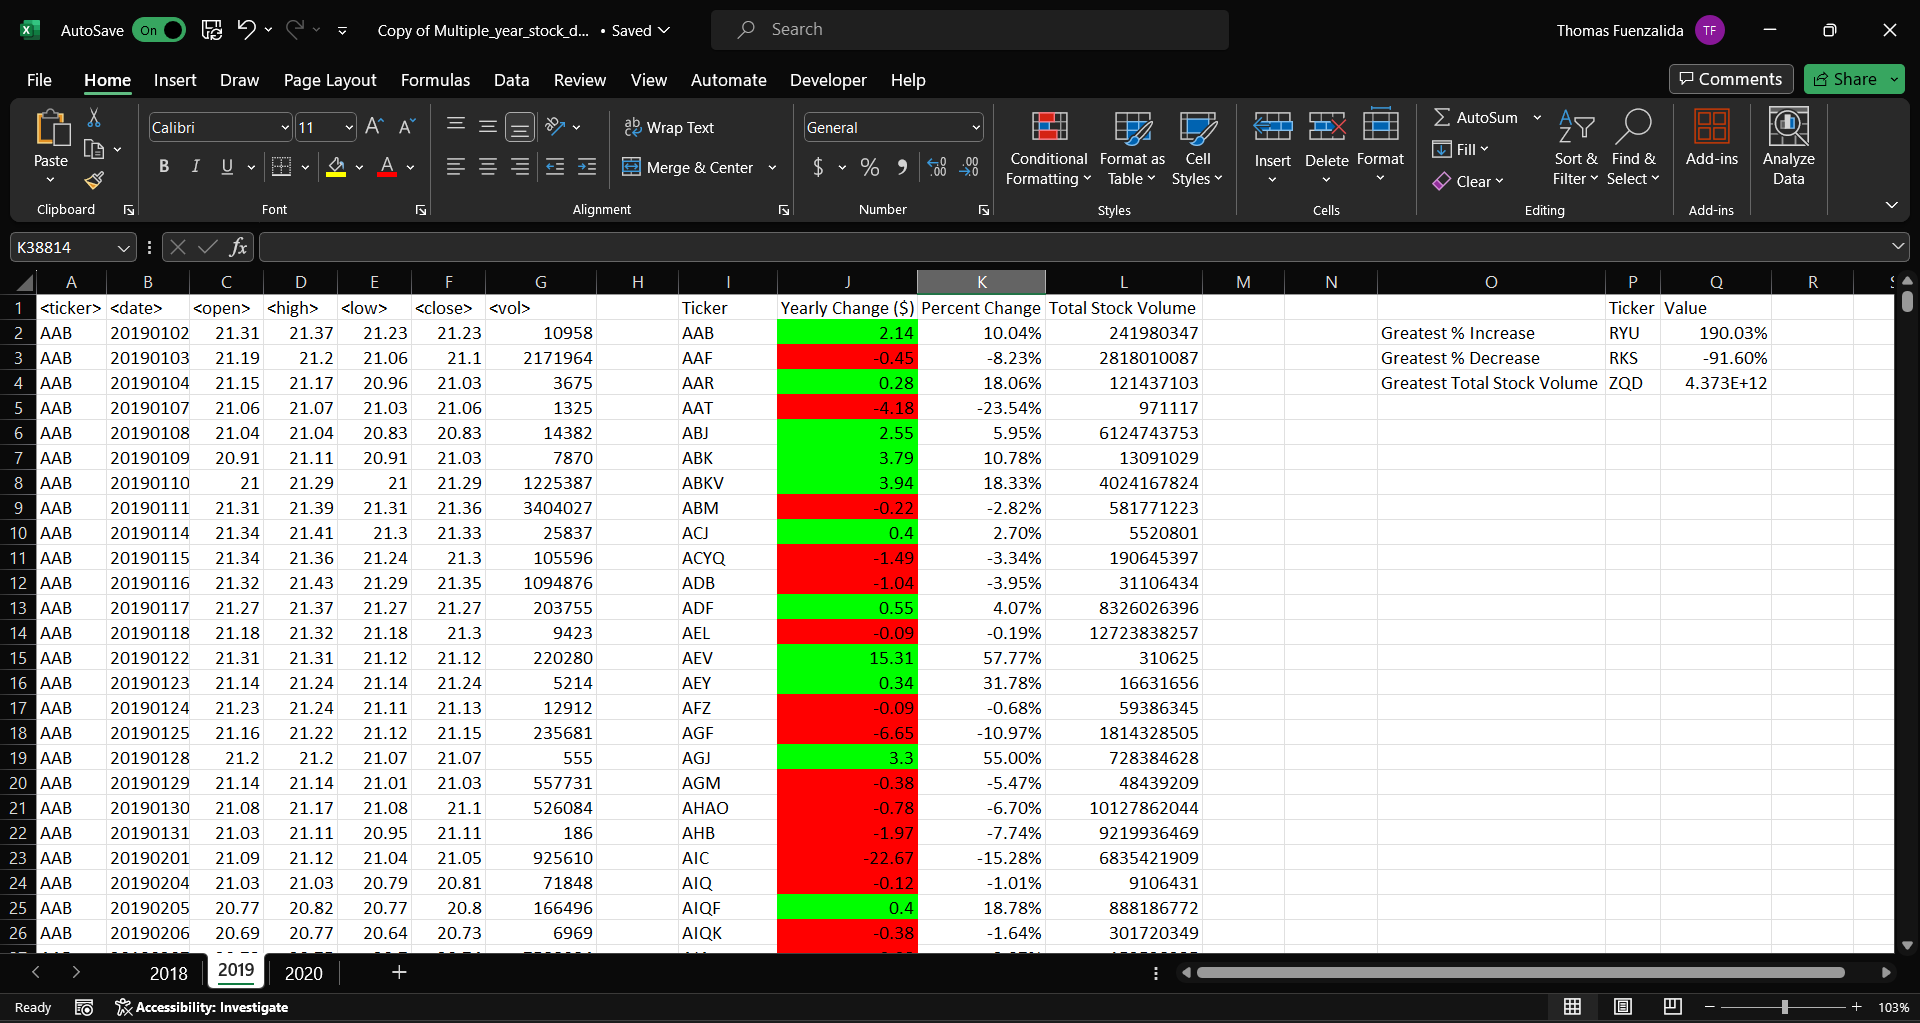 AutoSave On Copy of Multiple_year_stock_d... • Saved Search Thomas Fuenzalida TF
File Home Insert Draw Page Layout Formulas Data Review View Automate Developer Help Comments Share
Paste Calibri 11 Wrap Text General Conditional Formatting Format as Table Cell Styles Insert Delete Format AutoSum Fill Clear Sort & Filter Find & Select Add-ins Analyze Data
B I U A Merge & Center $ % 9
Clipboard Font Alignment Number Styles Cells Editing Add-ins
K38814 fx
A B C D E F G H I J K L M N O P Q R
1 <ticker> <date> <open> <high> <low> <close> <vol> Ticker Yearly Change ($) Percent Change Total Stock Volume Ticker Value
2 AAB 20190102 21.31 21.37 21.23 21.23 10958 AAB 2.14 10.04% 241980347 Greatest % Increase RYU 190.03%
3 AAB 20190103 21.19 21.2 21.06 21.1 2171964 AAF -0.45 -8.23% 2818010087 Greatest % Decrease RKS -91.60%
4 AAB 20190104 21.15 21.17 20.96 21.03 3675 AAR 0.28 18.06% 121437103 Greatest Total Stock Volume ZQD 4.373E+12
5 AAB 20190107 21.06 21.07 21.03 21.06 1325 AAT -4.18 -23.54% 971117
6 AAB 20190108 21.04 21.04 20.83 20.83 14382 ABJ 2.55 5.95% 6124743753
7 AAB 20190109 20.91 21.11 20.91 21.03 7870 ABK 3.79 10.78% 13091029
8 AAB 20190110 21 21.29 21 21.29 1225387 ABKV 3.94 18.33% 4024167824
9 AAB 20190111 21.31 21.39 21.31 21.36 3404027 ABM -0.22 -2.82% 581771223
10 AAB 20190114 21.34 21.41 21.3 21.33 25837 ACJ 0.4 2.70% 5520801
11 AAB 20190115 21.34 21.36 21.24 21.3 105596 ACYQ -1.49 -3.34% 190645397
12 AAB 20190116 21.32 21.43 21.29 21.35 1094876 ADB -1.04 -3.95% 31106434
13 AAB 20190117 21.27 21.37 21.27 21.27 203755 ADF 0.55 4.07% 8326026396
14 AAB 20190118 21.18 21.32 21.18 21.3 9423 AEL -0.09 -0.19% 12723838257
15 AAB 20190122 21.31 21.31 21.12 21.12 220280 AEV 15.31 57.77% 310625
16 AAB 20190123 21.14 21.24 21.14 21.24 5214 AEY 0.34 31.78% 16631656
17 AAB 20190124 21.23 21.24 21.11 21.13 12912 AFZ -0.09 -0.68% 59386345
18 AAB 20190125 21.16 21.22 21.12 21.15 235681 AGF -6.65 -10.97% 1814328505
19 AAB 20190128 21.2 21.2 21.07 21.07 555 AGJ 3.3 55.00% 728384628
20 AAB 20190129 21.14 21.14 21.01 21.03 557731 AGM -0.38 -5.47% 48439209
21 AAB 20190130 21.08 21.17 21.08 21.1 526084 AHAO -0.78 -6.70% 10127862044
22 AAB 20190131 21.03 21.11 20.95 21.11 186 AHB -1.97 -7.74% 9219936469
23 AAB 20190201 21.09 21.12 21.04 21.05 925610 AIC -22.67 -15.28% 6835421909
24 AAB 20190204 21.03 21.03 20.79 20.81 71848 AIQ -0.12 -1.01% 9106431
25 AAB 20190205 20.77 20.82 20.77 20.8 166496 AIQF 0.4 18.78% 888186772
26 AAB 20190206 20.69 20.77 20.64 20.73 6969 AIQK -0.38 -1.64% 301720349
2018 2019 2020
Ready Accessibility: Investigate 103%